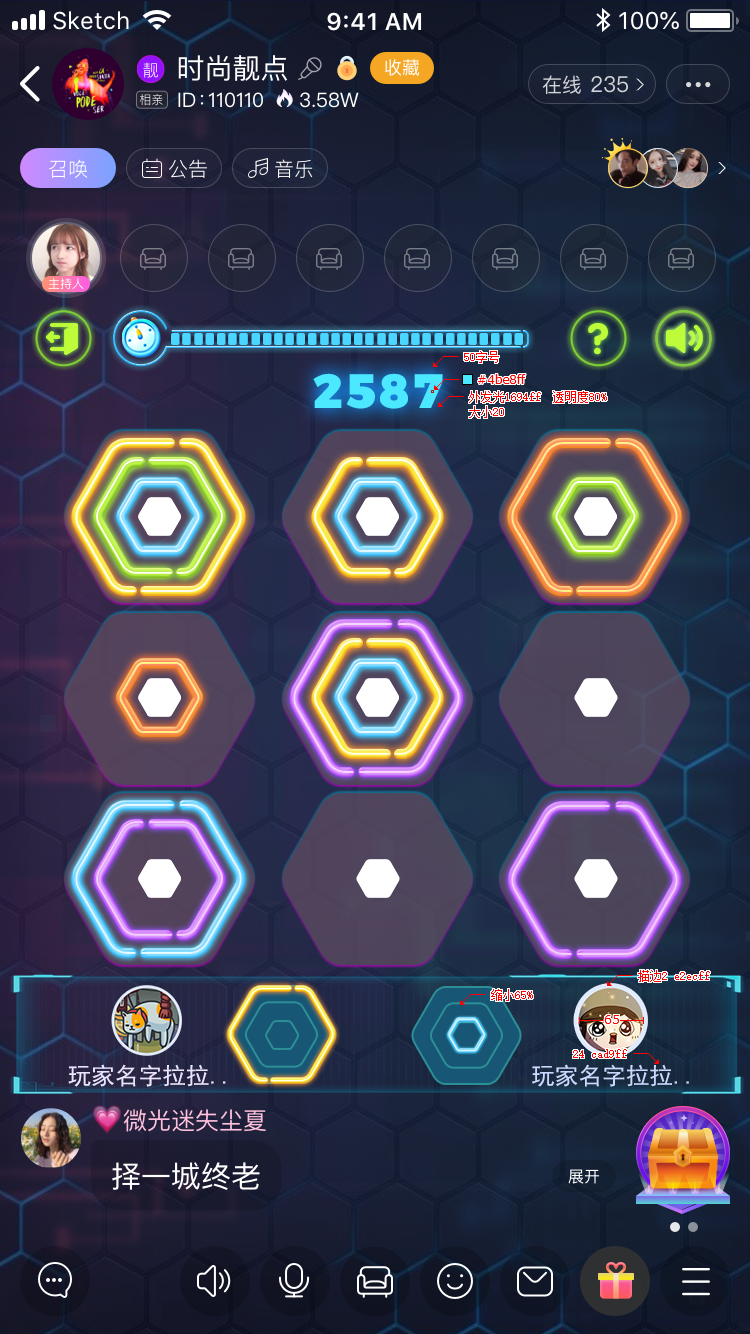 Sketch 9:41 AM 100%
靓 时尚靓点 收藏
相亲 ID:110110 3.58W
在线 235
召唤 公告 音乐
主持人
50字号
2587
#4be8ff
外发光1694ff 透明度80%
大小20
描边2 c2ecff
缩小65%
65
24 cad9ff
玩家名字拉拉..
玩家名字拉拉..
微光迷失尘夏
择一城终老
展开